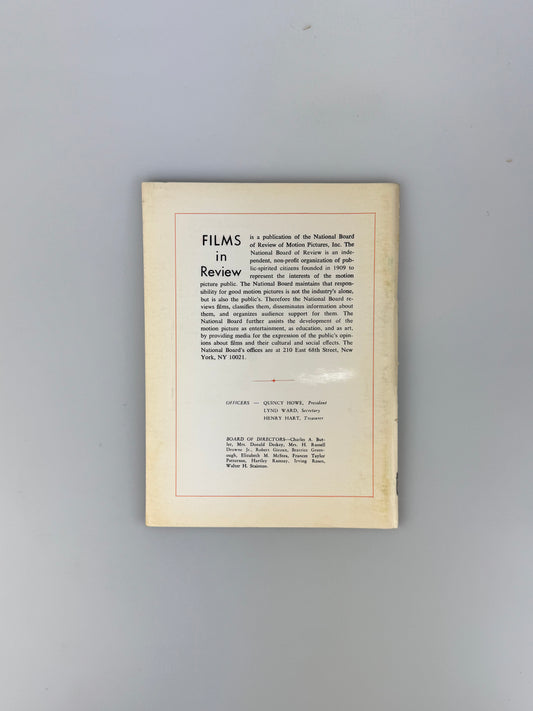 FILMS
in
Review
is a publication of the National Board
of Review of Motion Pictures, Inc. The
National Board of Review is an inde-
pendent, non-profit organization of pub-
lic-spirited citizens founded in 1909 to
represent the interests of the motion
picture public. The National Board maintains that respon-
sibility for good motion pictures is not the industry's alone,
but is also the public's. Therefore the National Board re-
views films, classifies them, disseminates information about
them, and organizes audience support for them. The
National Board further assists the development of the
motion picture as entertainment, as education, and as art,
by providing media for the expression of the public's opin-
ions about films and their cultural and social effects. The
National Board's offices are at 210 East 68th Street, New
York, NY 10021.
OFFICERS — QUINCY HOWE, President
LYND WARD, Secretary
HENRY HART, Treasurer
BOARD OF DIRECTORS—Charles A. But-
ler, Mrs. Donald Deskey, Mrs. H. Russell
Drowne Jr., Robert Giroux, Beatrice Green-
ough, Elizabeth M. McStea, Frances Taylor
Patterson, Hartley Ramsay, Irving Rosen,
Walter H. Stainton.